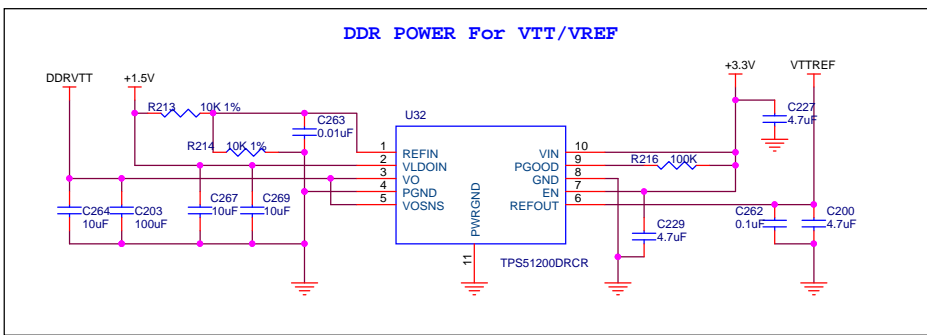 DDR POWER For VTT/VREF
DDRVTT
+1.5V
+3.3V
VTTREF
R213
10K 1%
C263
0.01uF
U32
C227
4.7uF
R214
10K 1%
1
REFIN
VIN
10
2
VLDOIN
PGOOD
9
R216
100K
3
VO
GND
8
4
PGND
EN
7
5
VOSNS
REFOUT
6
C264
10uF
C203
100uF
C267
10uF
C269
10uF
PWRGND
11
TPS51200DRCR
C229
4.7uF
C262
0.1uF
C200
4.7uF